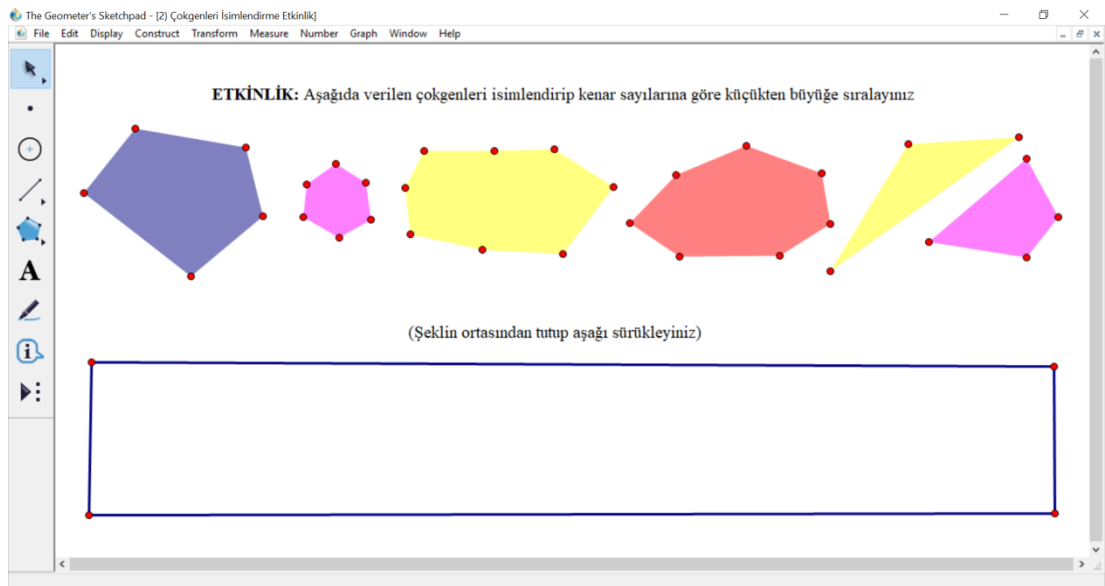 The Geometer's Sketchpad - [2) Çokgenleri İsimlendirme Etkinlik]
File Edit Display Construct Transform Measure Number Graph Window Help
ETKİNLİK: Aşağıda verilen çokgenleri isimlendirip kenar sayılarına göre küçükten büyüğe sıralayınız
A
(Şeklin ortasından tutup aşağı sürükleyiniz)